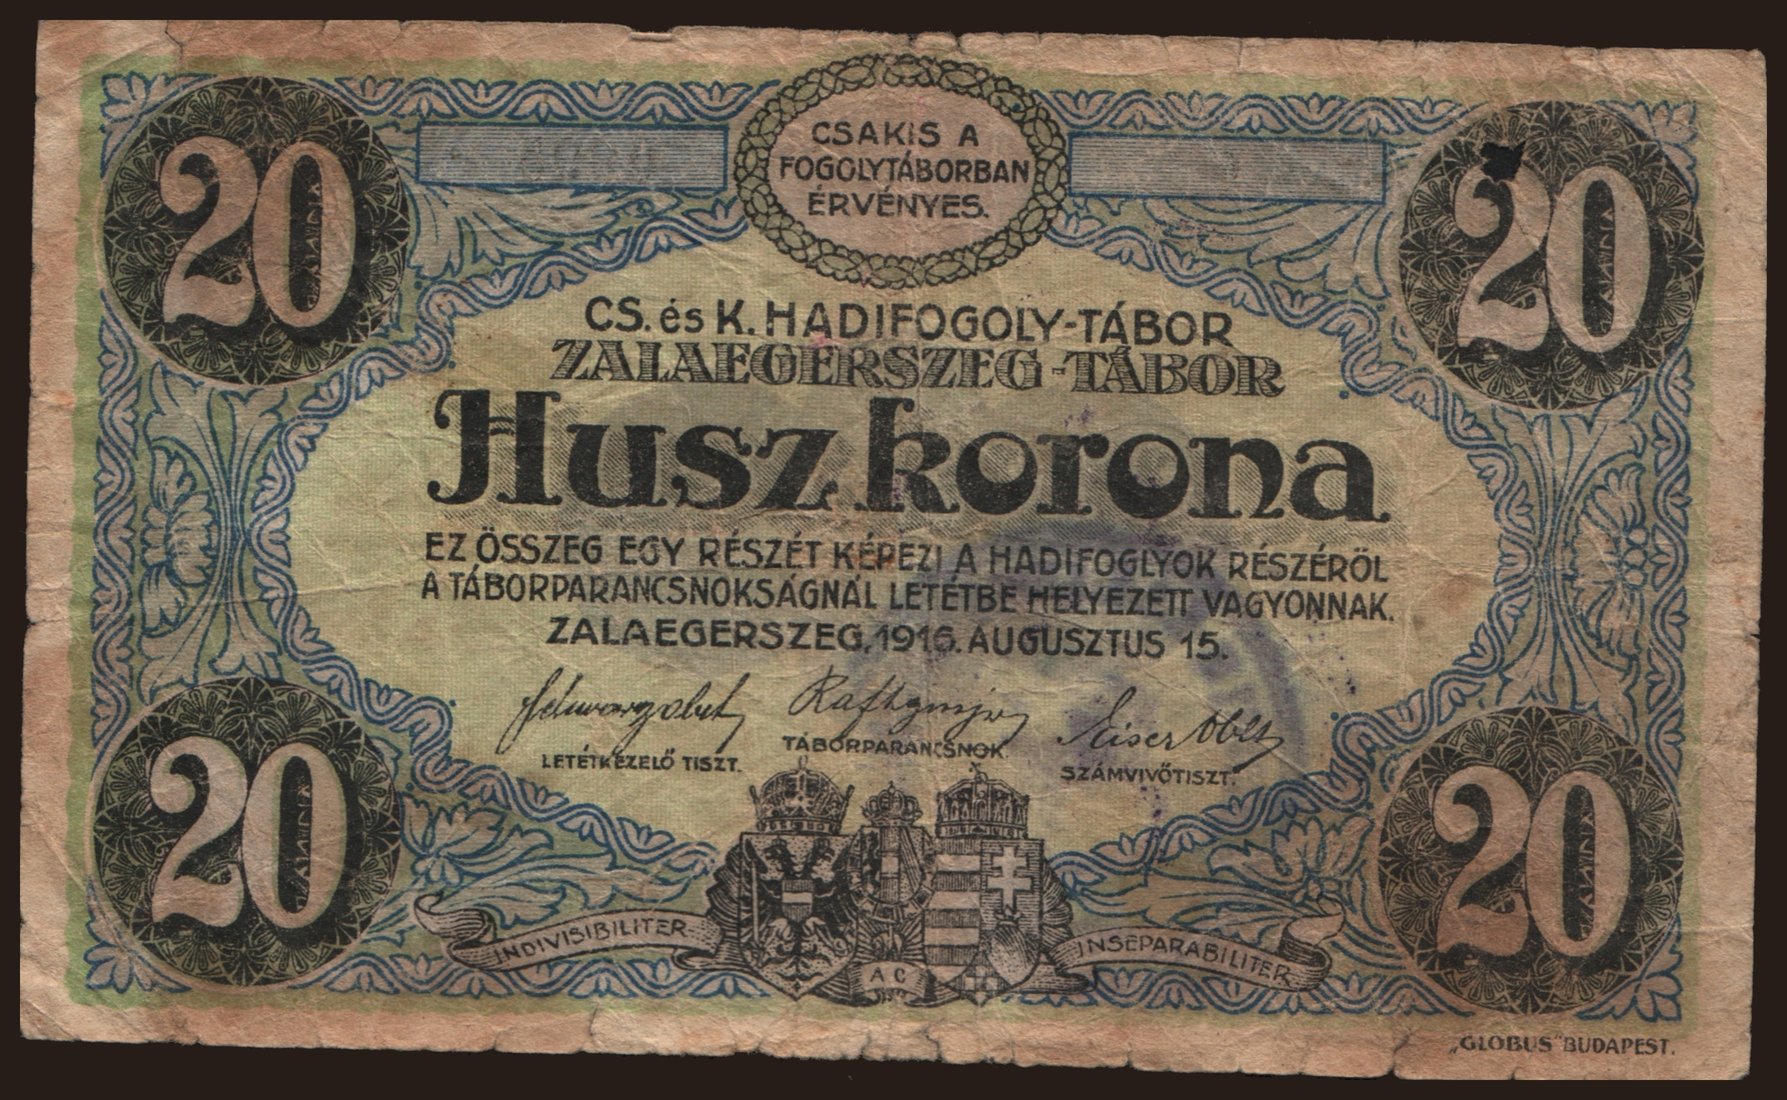 20
20
CSAKIS A
FOGOLYTÁBORBAN
ÉRVÉNYES.
CS. és K. HADIFOGOLY-TÁBOR
ZALAEGERSZEG-TÁBOR
Husz korona
EZ ÖSSZEG EGY RÉSZÉT KÉPEZI A HADIFOGLYOK RÉSZÉRŐL
A TÁBORPARANCSNOKSÁGNÁL LETÉTBE HELYEZETT VAGYONNAK.
ZALAEGERSZEG, 1916. AUGUSZTUS 15.
LETÉTKEZELŐ TISZT.
TÁBORPARANCSNOK
SZÁMVIVŐTISZT.
20
20
INDIVISIBILITER
A C
INSEPARABILITER
„GLOBUS" BUDAPEST.